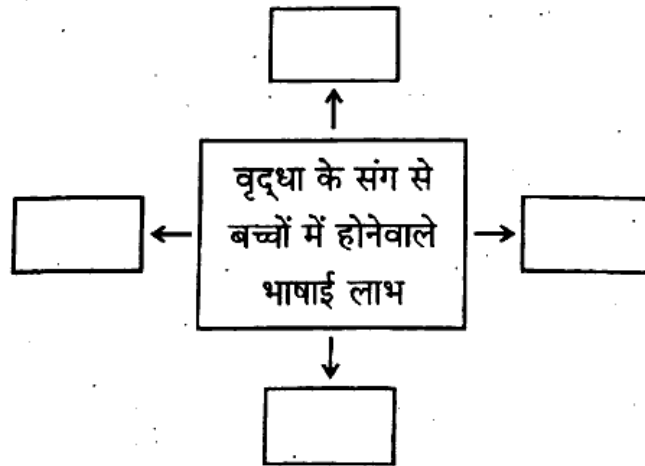 वृद्धा के संग से
बच्चों में होनेवाले
भाषाई लाभ